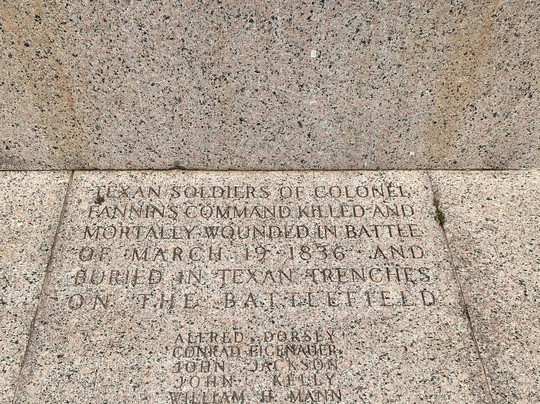 TEXAN SOLDIERS OF COLONEL
FANNINS COMMAND KILLED AND
MORTALLY WOUNDED IN BATTLE
OF MARCH 19 1836 AND
BURIED IN TEXAN TRENCHES
ON THE BATTLEFIELD
ALFRED DORSEY
CONRAD EIGENAUER
JOHN JACKSON
JOHN KELLY
WILLIAM H MANN